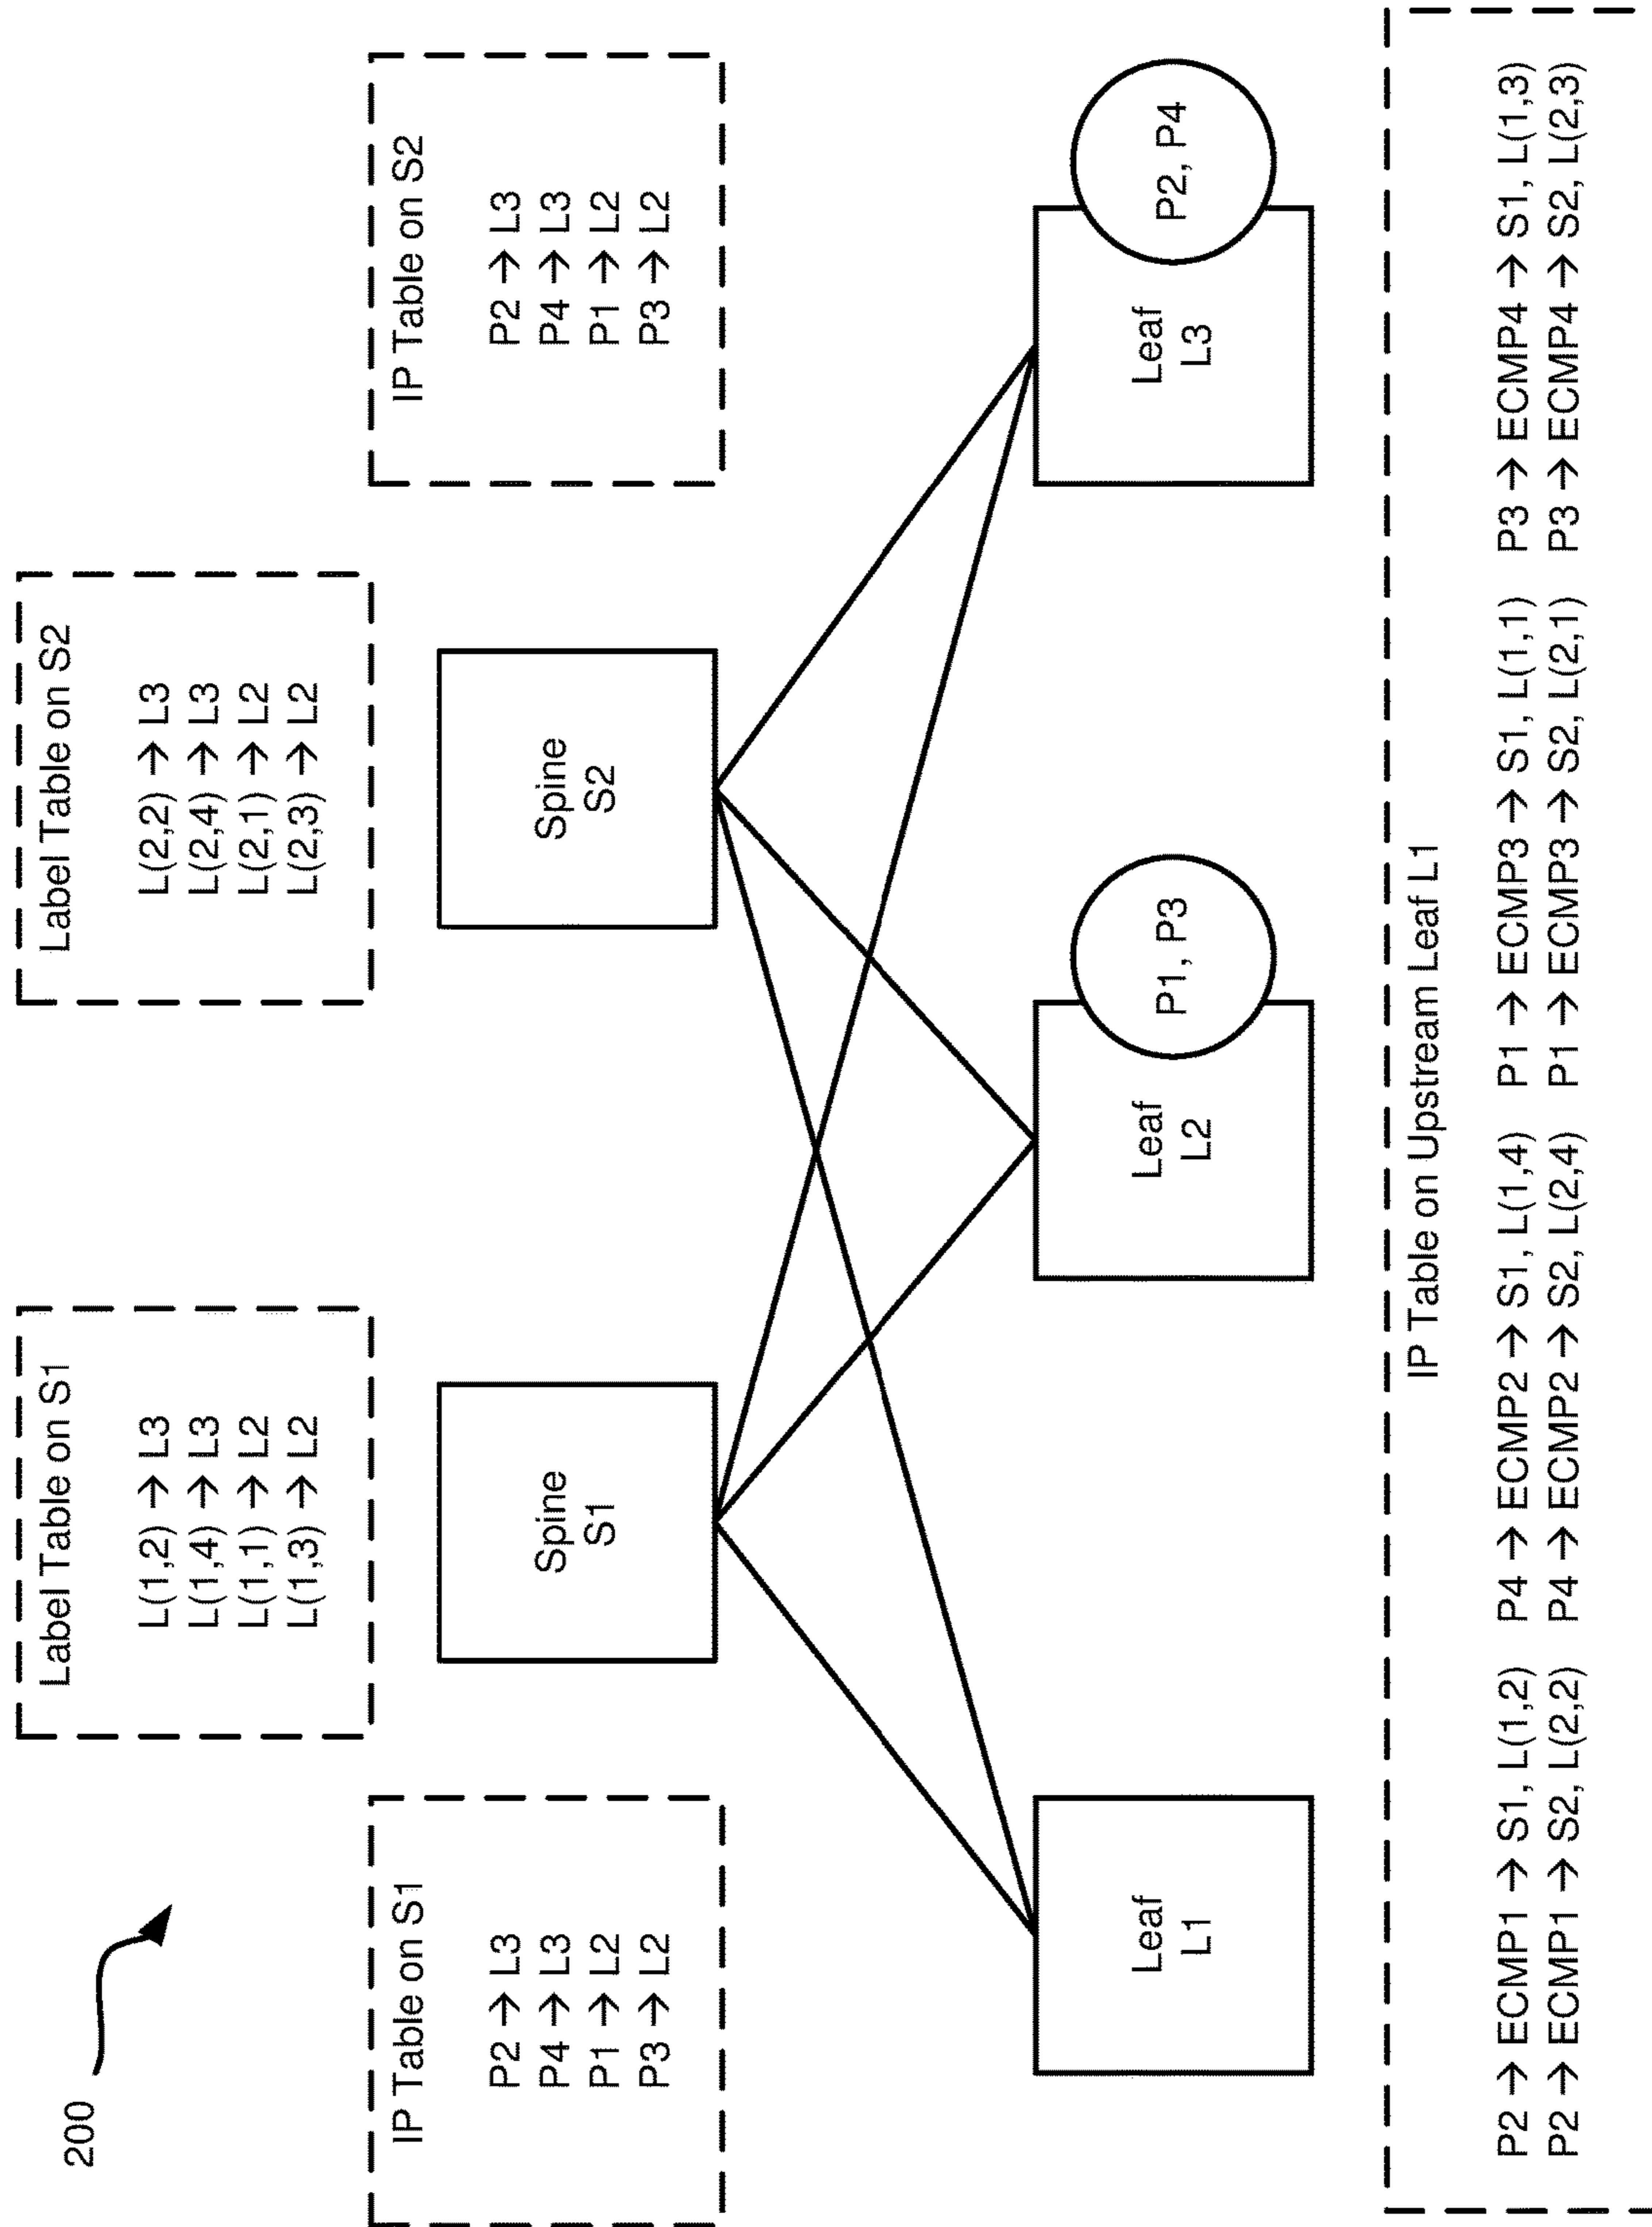 200
Label Table on S1
L(1,2) → L3
L(1,4) → L3
L(1,1) → L2
L(1,3) → L2
Label Table on S2
L(2,2) → L3
L(2,4) → L3
L(2,1) → L2
L(2,3) → L2
IP Table on S1
P2 → L3
P4 → L3
P1 → L2
P3 → L2
Spine
S1
Spine
S2
IP Table on S2
P2 → L3
P4 → L3
P1 → L2
P3 → L2
Leaf
L1
Leaf
L2
P1, P3
Leaf
L3
P2, P4
IP Table on Upstream Leaf L1
P2 → ECMP1 → S1, L(1,2) P4 → ECMP2 → S1, L(1,4) P1 → ECMP3 → S1, L(1,1) P3 → ECMP4 → S1, L(1,3)
P2 → ECMP1 → S2, L(2,2) P4 → ECMP2 → S2, L(2,4) P1 → ECMP3 → S2, L(2,1) P3 → ECMP4 → S2, L(2,3)